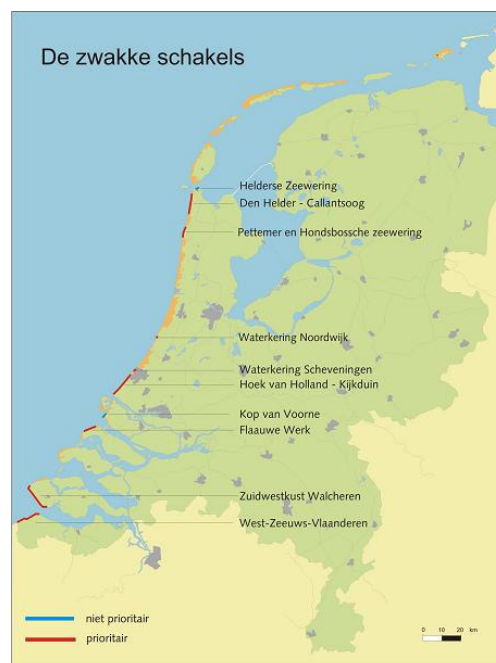 De zwakke schakels
Helderse Zeewering
Den Helder - Callantsoog
Pettemer en Hondsbossche zeewering
Waterkering Noordwijk
Waterkering Scheveningen
Hoek van Holland - Kijkduin
Kop van Voorne
Flaauwe Werk
Zuidwestkust Walcheren
West-Zeeuws-Vlaanderen
niet prioritair
prioritair
0 10 20 km